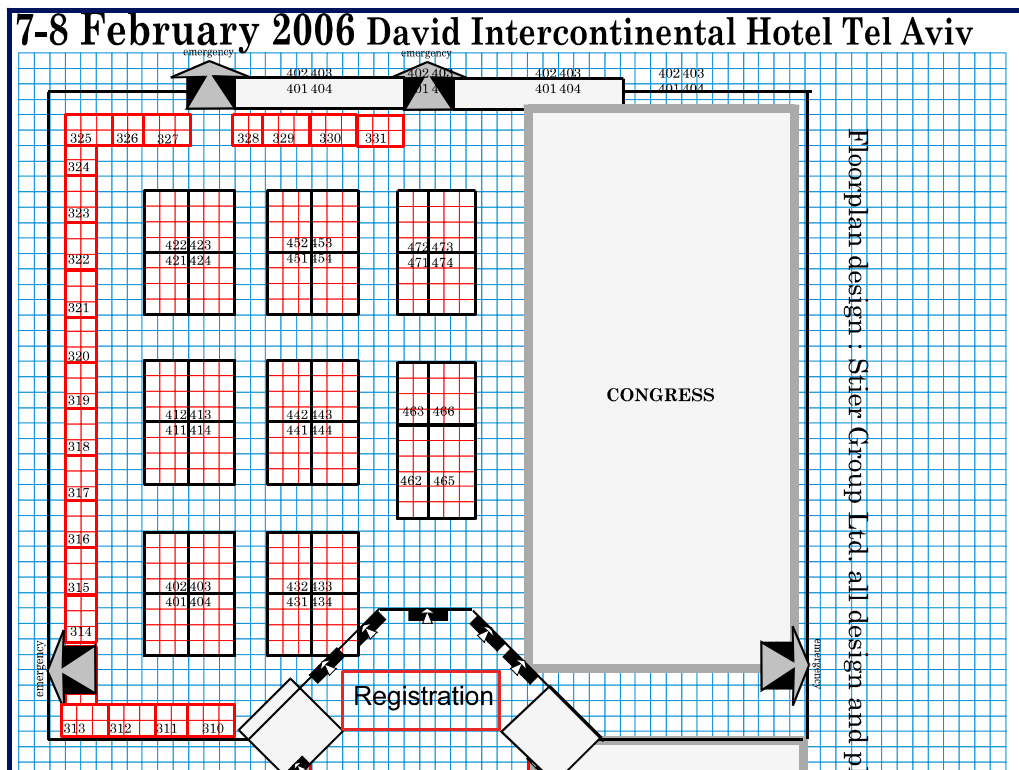 7-8 February 2006 David Intercontinental Hotel Tel Aviv
emergency emergency
402 403 402 403 402 403 402 403
401 404 401 404 401 404 401 404
325 326 327 328 329 330 331
324
323
422 423 452 453 472 473
421 424 451 454 471 474
322
321
320
319
412 413 442 443 463 466
411 414 441 444
318
462 465
317
316
315
402 403 432 433
401 404 431 434
314
emergency
313 312 311 310
Registration
CONGRESS
emergency
Floorplan design : Stier Group Ltd. all design and